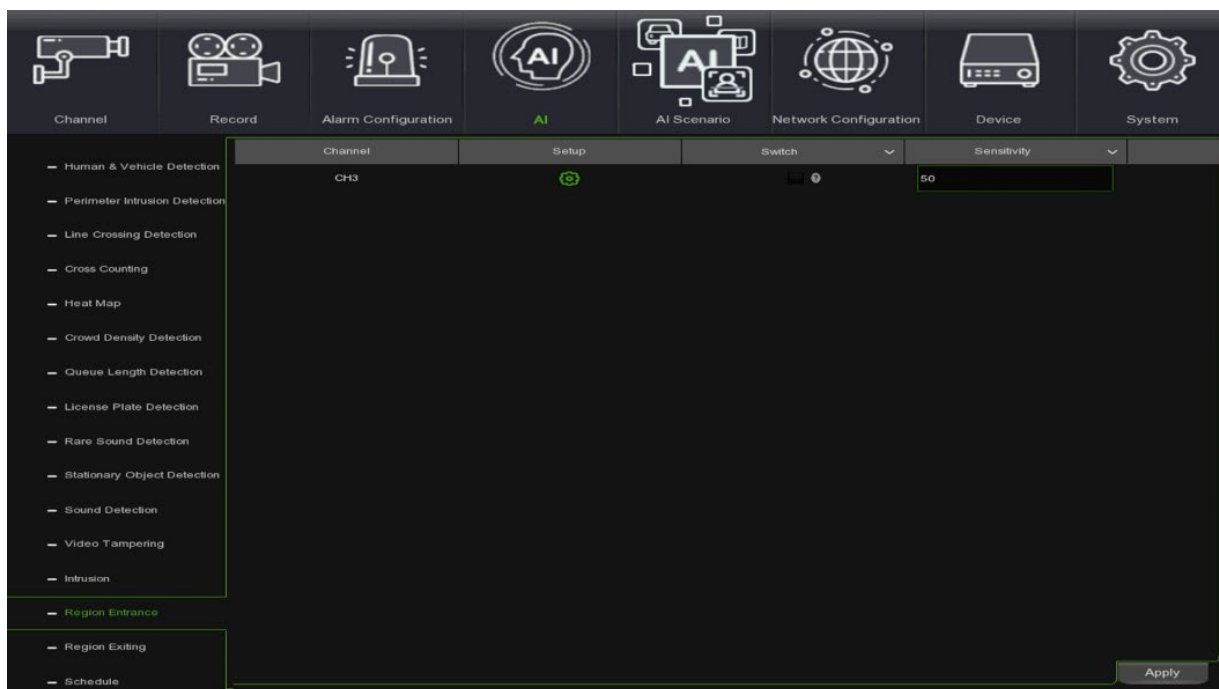 Channel
Record
Alarm Configuration
AI
AI
AI
AI Scenario
Network Configuration
Device
System
Channel
Setup
Switch
Sensitivity
CH3
50
Human & Vehicle Detection
Perimeter Intrusion Detection
Line Crossing Detection
Cross Counting
Heat Map
Crowd Density Detection
Queue Length Detection
License Plate Detection
Rare Sound Detection
Stationary Object Detection
Sound Detection
Video Tampering
Intrusion
Region Entrance
Region Exiting
Schedule
Apply